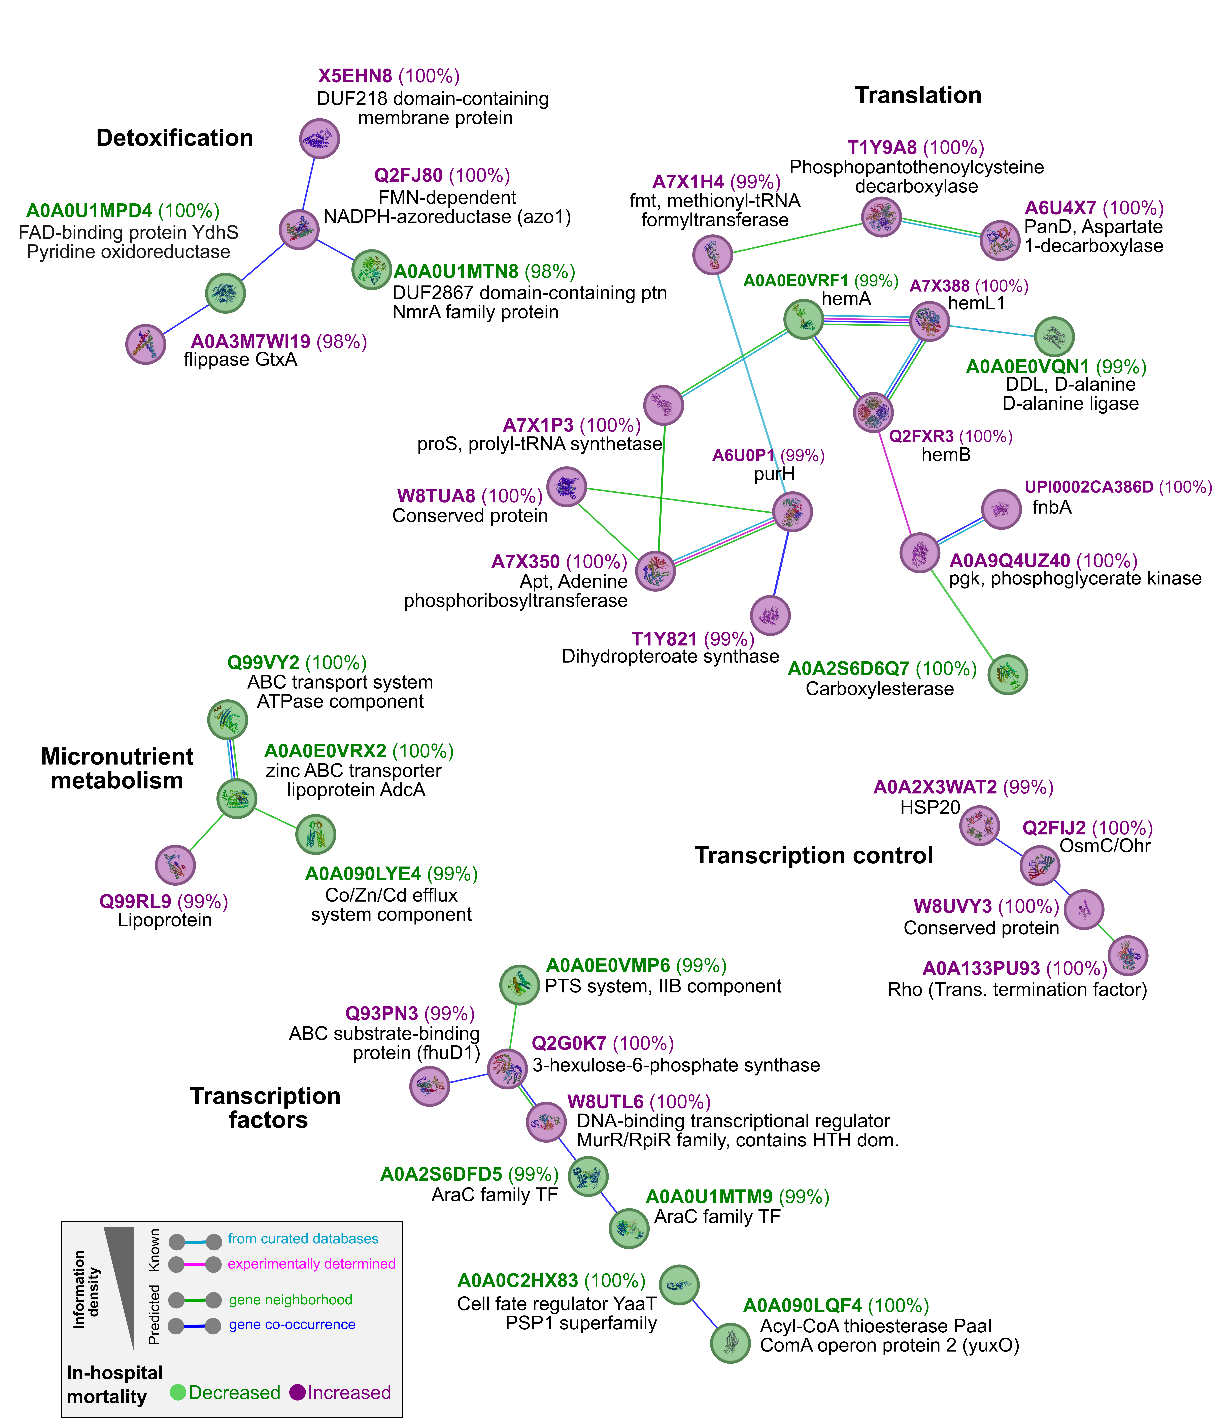 X5EHN8 (100%)
DUF218 domain-containing
membrane protein
Detoxification
Q2FJ80 (100%)
FMN-dependent
NADPH-azoreductase (azo1)
A0A0U1MPD4 (100%)
FAD-binding protein YdhS
Pyridine oxidoreductase
A0A0U1MTN8 (98%)
DUF2867 domain-containing ptn
NmrA family protein
A0A3M7WI19 (98%)
flippase GtxA
Translation
T1Y9A8 (100%)
Phosphopantothenoylcysteine
decarboxylase
A7X1H4 (99%)
fmt, methionyl-tRNA
formyltransferase
A6U4X7 (100%)
PanD, Aspartate
1-decarboxylase
A0A0E0VRF1 (99%)
hemA
A7X388 (100%)
hemL1
A0A0E0VQN1 (99%)
DDL, D-alanine
D-alanine ligase
A7X1P3 (100%)
proS, prolyl-tRNA synthetase
Q2FXR3 (100%)
hemB
A6U0P1 (99%)
purH
W8TUA8 (100%)
Conserved protein
UPI0002CA386D (100%)
fnbA
A7X350 (100%)
Apt, Adenine
phosphoribosyltransferase
A0A9Q4UZ40 (100%)
pgk, phosphoglycerate kinase
T1Y821 (99%)
Dihydropteroate synthase
A0A2S6D6Q7 (100%)
Carboxylesterase
Q99VY2 (100%)
ABC transport system
ATPase component
Micronutrient
metabolism
A0A0E0VRX2 (100%)
zinc ABC transporter
lipoprotein AdcA
A0A090LYE4 (99%)
Co/Zn/Cd efflux
system component
Q99RL9 (99%)
Lipoprotein
A0A2X3WAT2 (99%)
HSP20
Q2FIJ2 (100%)
OsmC/Ohr
Transcription control
W8UVY3 (100%)
Conserved protein
A0A133PU93 (100%)
Rho (Trans. termination factor)
A0A0E0VMP6 (99%)
PTS system, IIB component
Q93PN3 (99%)
ABC substrate-binding
protein (fhuD1)
Q2G0K7 (100%)
3-hexulose-6-phosphate synthase
Transcription
factors
W8UTL6 (100%)
DNA-binding transcriptional regulator
MurR/RpiR family, contains HTH dom.
A0A2S6DFD5 (99%)
AraC family TF
A0A0U1MTM9 (99%)
AraC family TF
A0A0C2HX83 (100%)
Cell fate regulator YaaT
PSP1 superfamily
A0A090LQF4 (100%)
Acyl-CoA thioesterase PaaI
ComA operon protein 2 (yuxO)
Information
density
Known
from curated databases
experimentally determined
Predicted
gene neighborhood
gene co-occurrence
In-hospital
mortality
Decreased
Increased